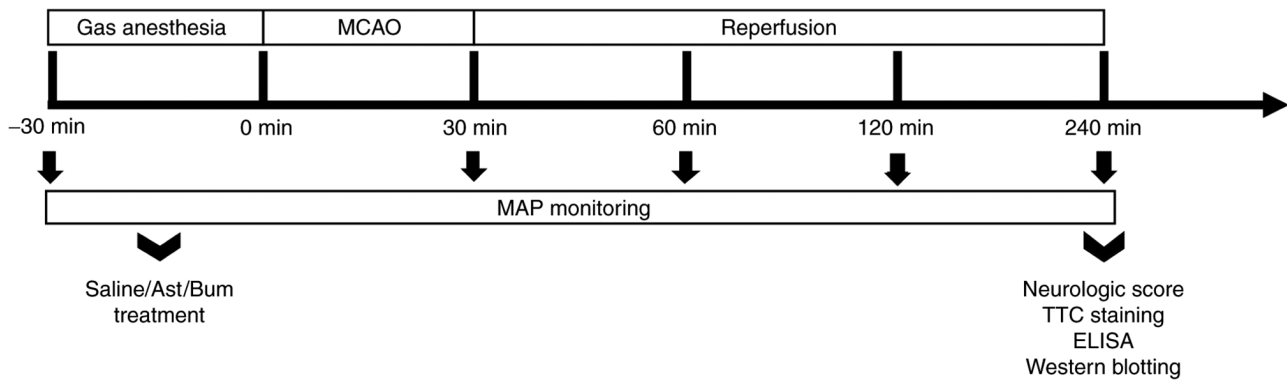 Gas anesthesia
MCAO
Reperfusion
–30 min
0 min
30 min
60 min
120 min
240 min
MAP monitoring
Saline/Ast/Bum
treatment
Neurologic score
TTC staining
ELISA
Western blotting